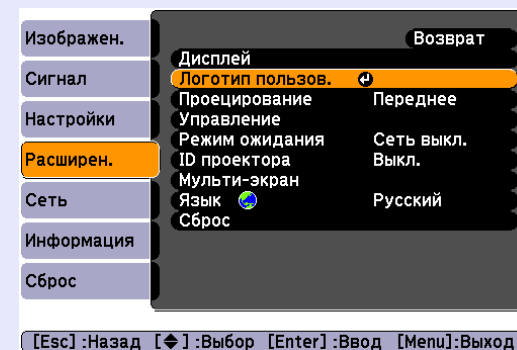 Изображен.
Сигнал
Настройки
Расширен.
Сеть
Информация
Сброс
Возврат
Дисплей
Логотип пользов.
Проецирование Переднее
Управление
Режим ожидания Сеть выкл.
ID проектора Выкл.
Мульти-экран
Язык Русский
Сброс
[Esc] :Назад [◆] :Выбор [Enter] :Ввод [Menu]:Выход